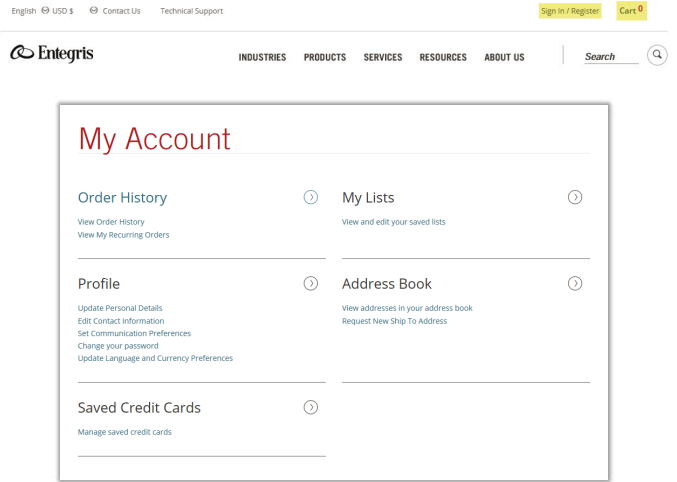 English USD $ Contact Us Technical Support Sign In / Register Cart 0
Entegris
INDUSTRIES PRODUCTS SERVICES RESOURCES ABOUT US Search
My Account
Order History
View Order History
View My Recurring Orders
My Lists
View and edit your saved lists
Profile
Update Personal Details
Edit Contact Information
Set Communication Preferences
Change your password
Update Language and Currency Preferences
Address Book
View addresses in your address book
Request New Ship To Address
Saved Credit Cards
Manage saved credit cards